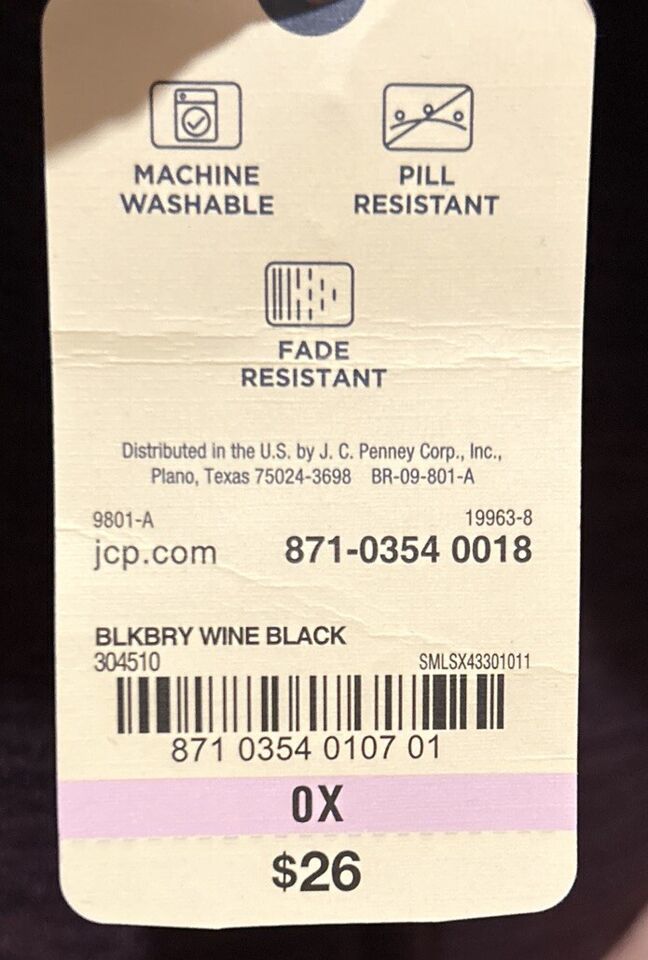 MACHINE
WASHABLE
PILL
RESISTANT
FADE
RESISTANT
Distributed in the U.S. by J. C. Penney Corp., Inc.,
Plano, Texas 75024-3698 BR-09-801-A
9801-A 19963-8
jcp.com 871-0354 0018
BLKBRY WINE BLACK
304510 SMLSX43301011
871 0354 0107 01
0X
$26